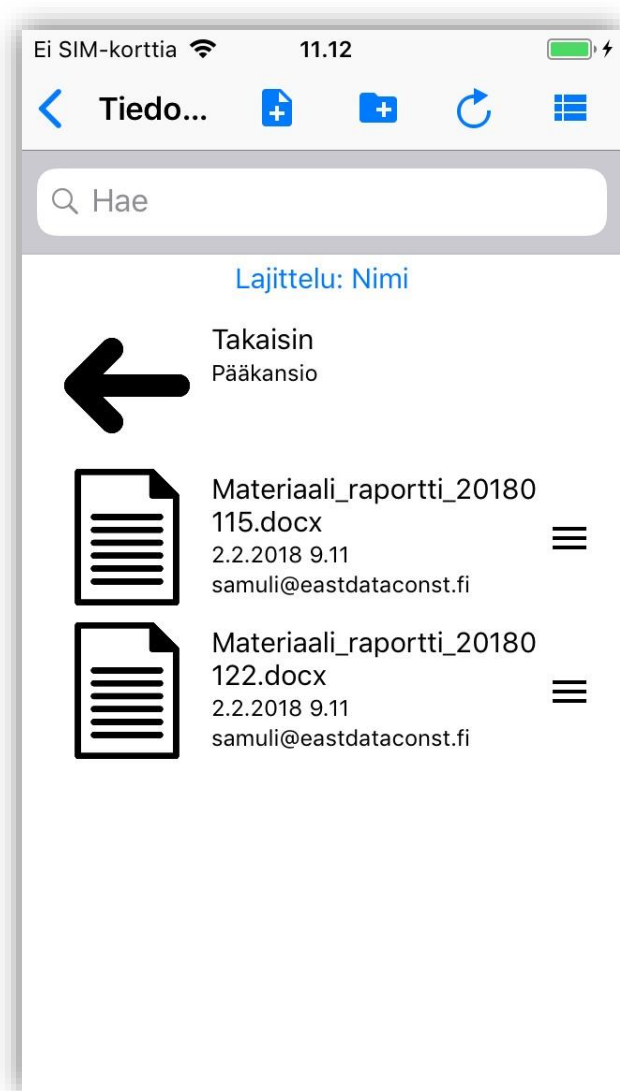 Ei SIM-korttia 11.12
Tiedo...
Hae
Lajittelu: Nimi
Takaisin
Pääkansio
Materiaali_raportti_20180
115.docx
2.2.2018 9.11
samuli@eastdataconst.fi
Materiaali_raportti_20180
122.docx
2.2.2018 9.11
samuli@eastdataconst.fi